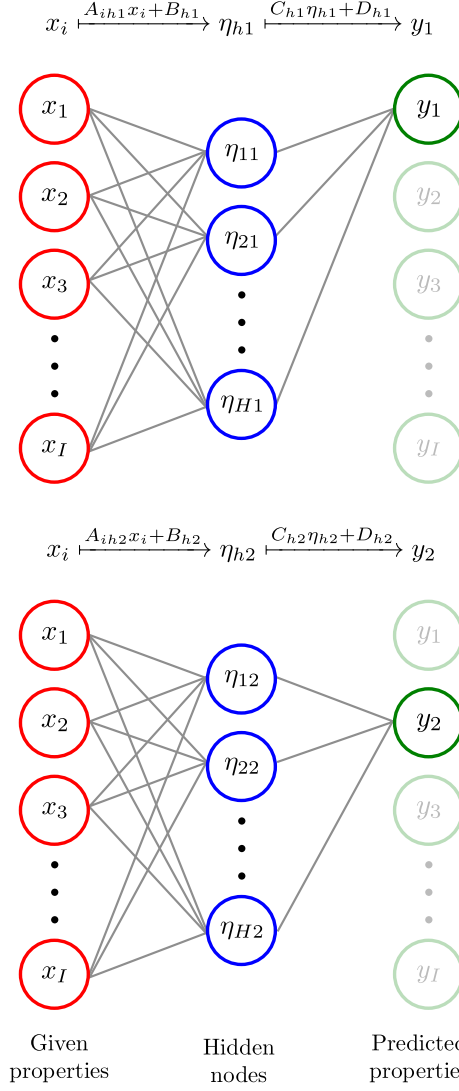 x_i ↦ η_{h1} ↦ y_1
A_{ih1}x_i+B_{h1} C_{h1}η_{h1}+D_{h1}
x_1 η_{11} y_1
x_2 η_{21} y_2
x_3 y_3
x_I η_{H1} y_I
x_i ↦ η_{h2} ↦ y_2
A_{ih2}x_i+B_{h2} C_{h2}η_{h2}+D_{h2}
x_1 η_{12} y_1
x_2 η_{22} y_2
x_3 y_3
x_I η_{H2} y_I
Given
properties
Hidden
nodes
Predicted
propertie